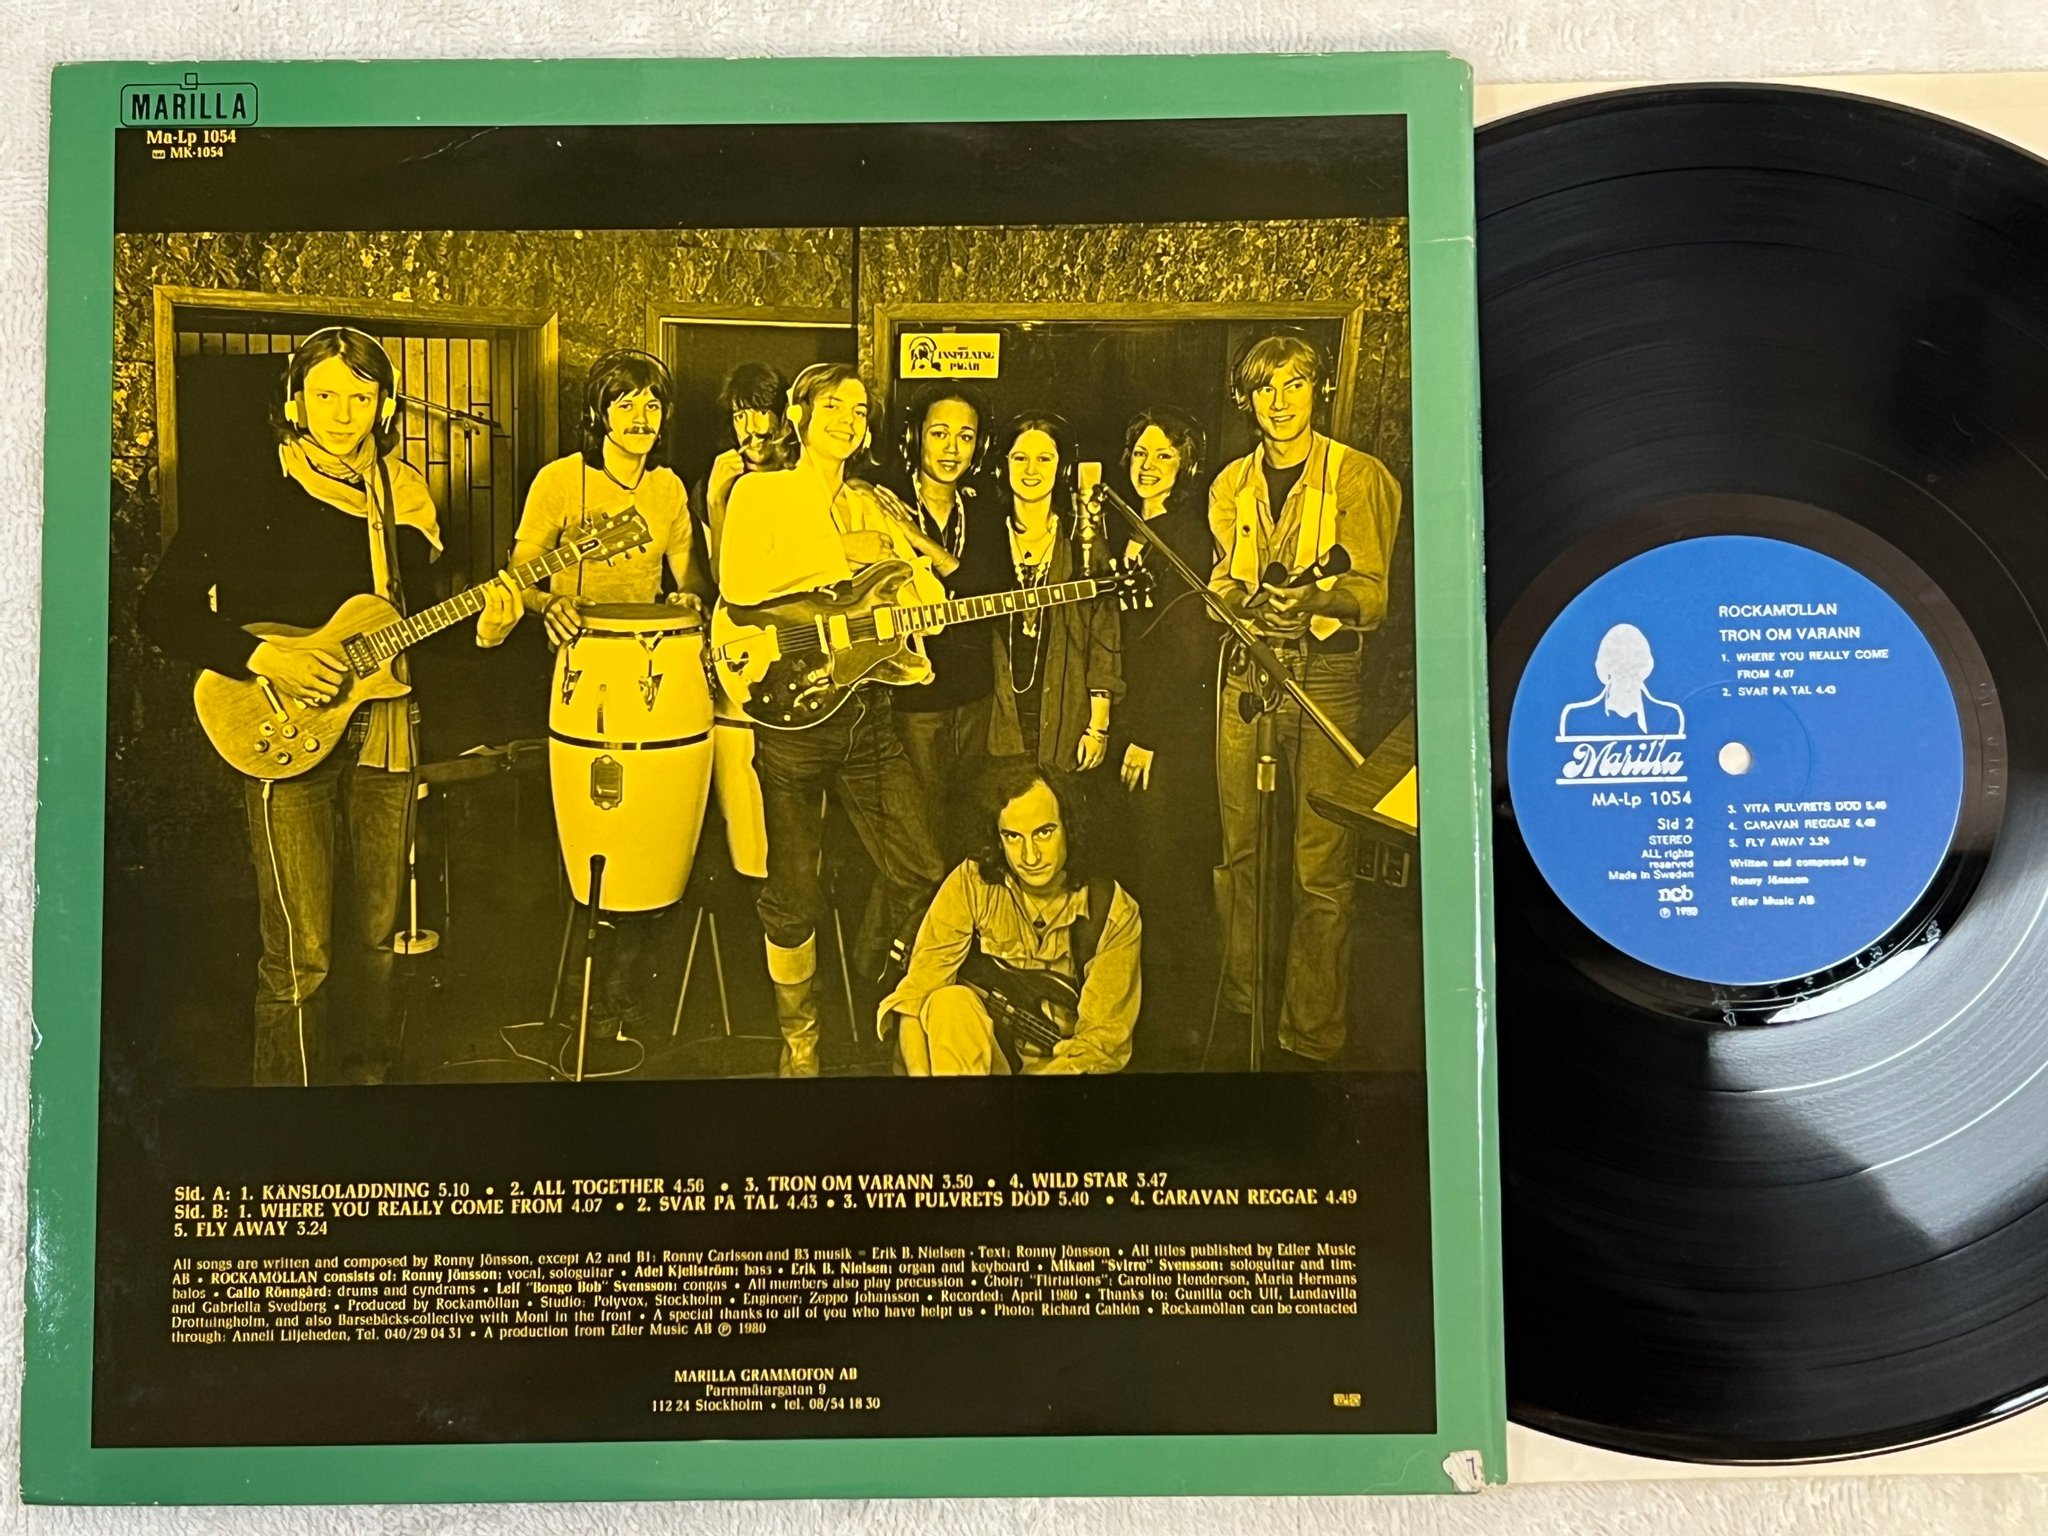 MARILLA
Ma-Lp 1054
MK-1054
INSPELNING
PÅGÅR
Sid. A: 1. KÄNSLOLADDNING 5.10 • 2. ALL TOGETHER 4.56 • 3. TRON OM VARANN 3.50 • 4. WILD STAR 3.47
Sid. B: 1. WHERE YOU REALLY COME FROM 4.07 • 2. SVAR PÅ TAL 4.43 • 3. VITA PULVRETS DÖD 5.40 • 4. CARAVAN REGGAE 4.49
5. FLY AWAY 3.24
All songs are written and composed by Ronny Jönsson, except A2 and B1: Ronny Carlsson and B3 musik = Erik B. Nielsen • Text: Ronny Jönsson • All titles published by Edler Music
AB • ROCKAMÖLLAN consists of: Ronny Jönsson: vocal, sologuitar • Adel Kjellström: bass • Erik B. Nielsen: organ and keyboard • Mikael "Svirre" Svensson: sologuitar and tim-
balos • Callo Rönngård: drums and cyndrams • Leif "Bongo Bob" Svensson: congas • All members also play precussion • Choir: "Flirtations": Caroline Henderson, Maria Hermans
and Gabriella Svedberg • Produced by Rockamöllan • Studio: Polyvox, Stockholm • Engineer: Zeppo Johansson • Recorded: April 1980 • Thanks to: Gunilla och Ulf, Lundavilla
Drottningholm, and also Barsebäcks-collective with Moni in the front • A special thanks to all of you who have helpt us • Photo: Richard Cahlén • Rockamöllan can be contacted
through: Anneli Liljeheden, Tel. 040/29 04 31 • A production from Edler Music AB Ⓟ 1980
MARILLA GRAMMOFON AB
Parmmätargatan 9
112 24 Stockholm • tel. 08/54 18 30
7
ROCKAMÖLLAN
TRON OM VARANN
1. WHERE YOU REALLY COME
FROM 4.07
2. SVAR PÅ TAL 4.43
Marilla
MA-Lp 1054
Sid 2
STEREO
ALL rights
reserved
Made in Sweden
ncb
Ⓟ 1980
3. VITA PULVRETS DÖD 5.40
4. CARAVAN REGGAE 4.49
5. FLY AWAY 3.24
Written and composed by
Ronny Jönsson
Edler Music AB